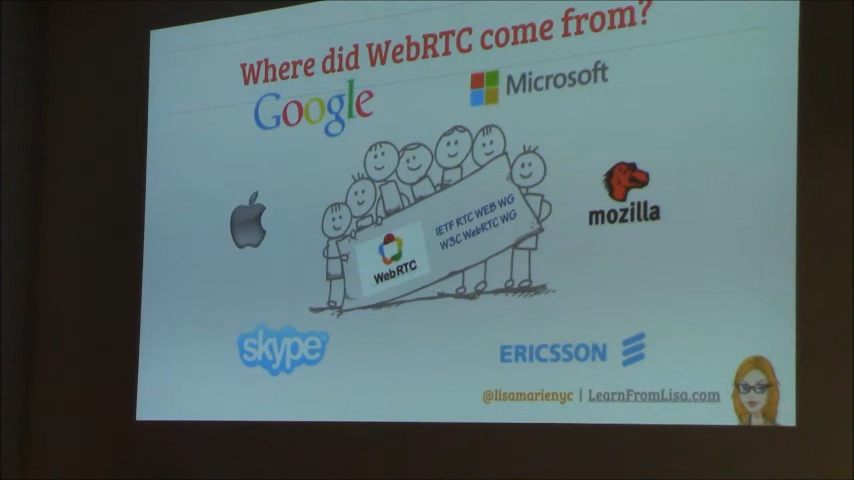 Where did WebRTC come from?
Google
Microsoft
IETF RTC WEB WG
W3C WebRTC WG
WebRTC
mozilla
skype
ERICSSON
@lisamarienyc | LearnFromLisa.com